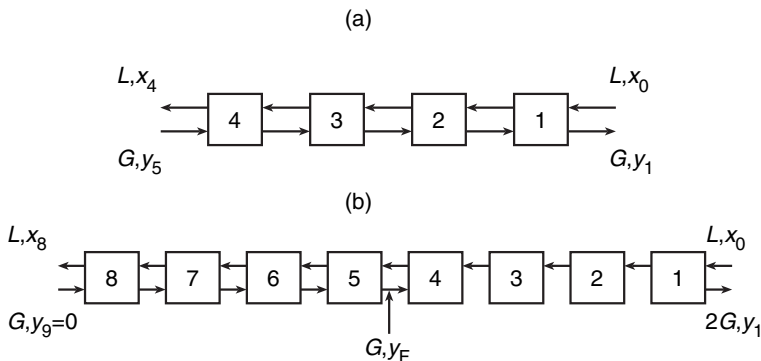 (a)
L,x₄ L,x₀
4 3 2 1
G,y₅ G,y₁
(b)
L,x₈ L,x₀
8 7 6 5 4 3 2 1
G,y₉=0 2G,y₁
G,y_F